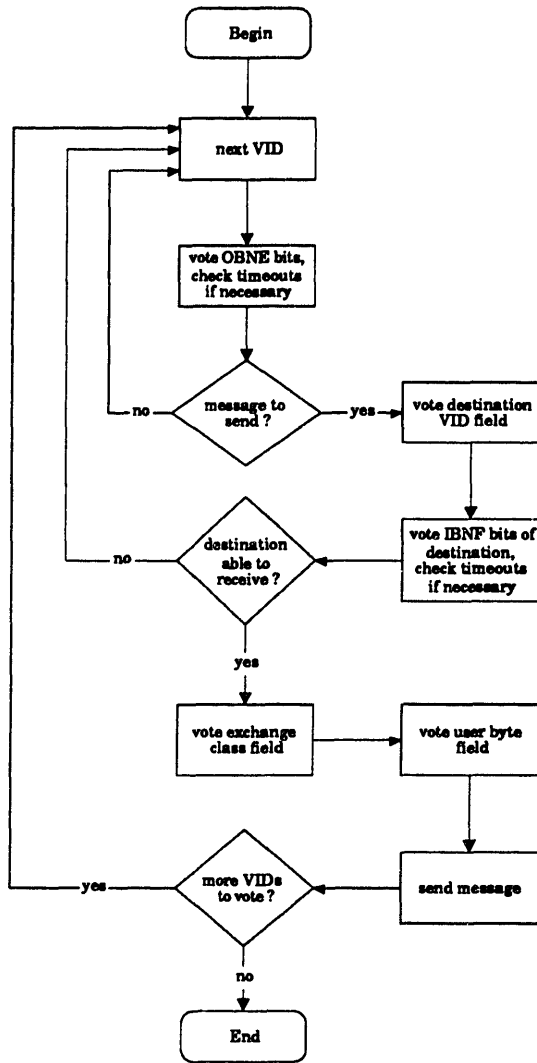 Begin
next VID
vote OBNE bits,
check timeouts
if necessary
message to
send ?
no
yes
vote destination
VID field
vote IBNF bits of
destination,
check timeouts
if necessary
destination
able to
receive ?
no
yes
vote exchange
class field
vote user byte
field
send message
more VIDs
to vote ?
yes
no
End